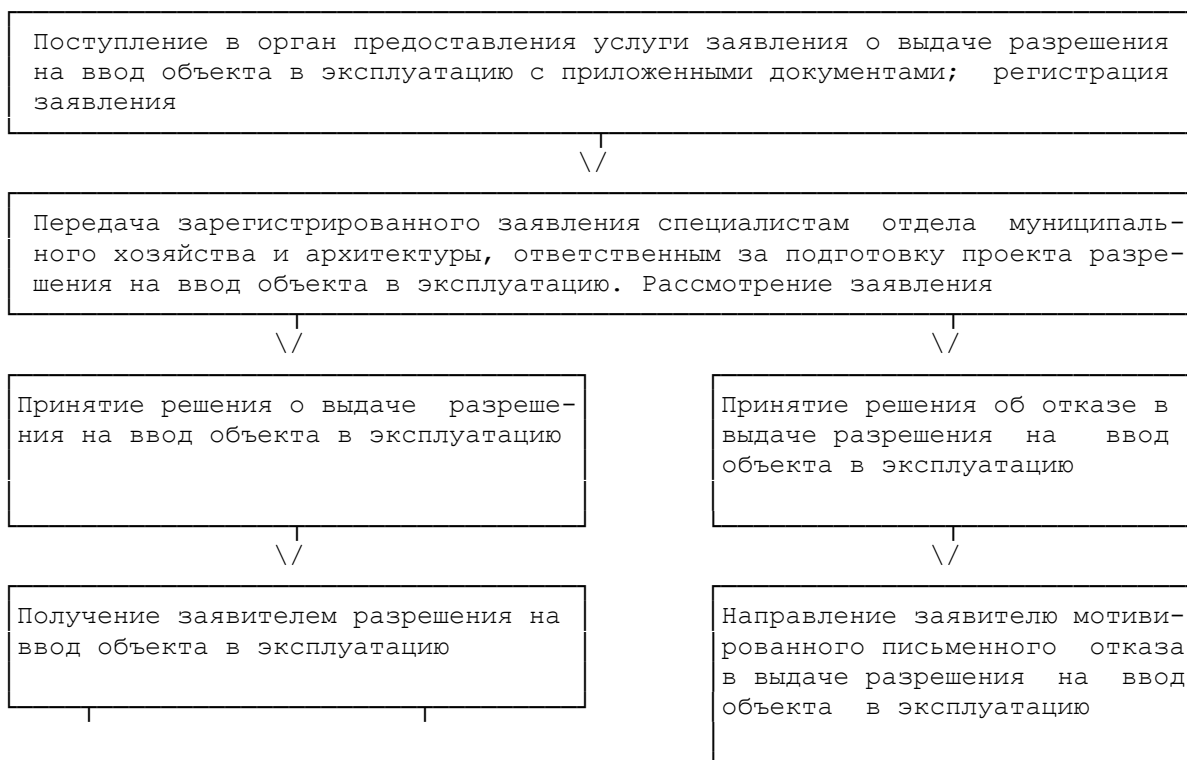 Поступление в орган предоставления услуги заявления о выдаче разрешения
на ввод объекта в эксплуатацию с приложенными документами; регистрация
заявления
\/
Передача зарегистрированного заявления специалистам отдела муниципаль-
ного хозяйства и архитектуры, ответственным за подготовку проекта разре-
шения на ввод объекта в эксплуатацию. Рассмотрение заявления
\/ \/
Принятие решения о выдаче разреше-
ния на ввод объекта в эксплуатацию
Принятие решения об отказе в
выдаче разрешения на ввод
объекта в эксплуатацию
\/ \/
Получение заявителем разрешения на
ввод объекта в эксплуатацию
Направление заявителю мотиви-
рованного письменного отказа
в выдаче разрешения на ввод
объекта в эксплуатацию